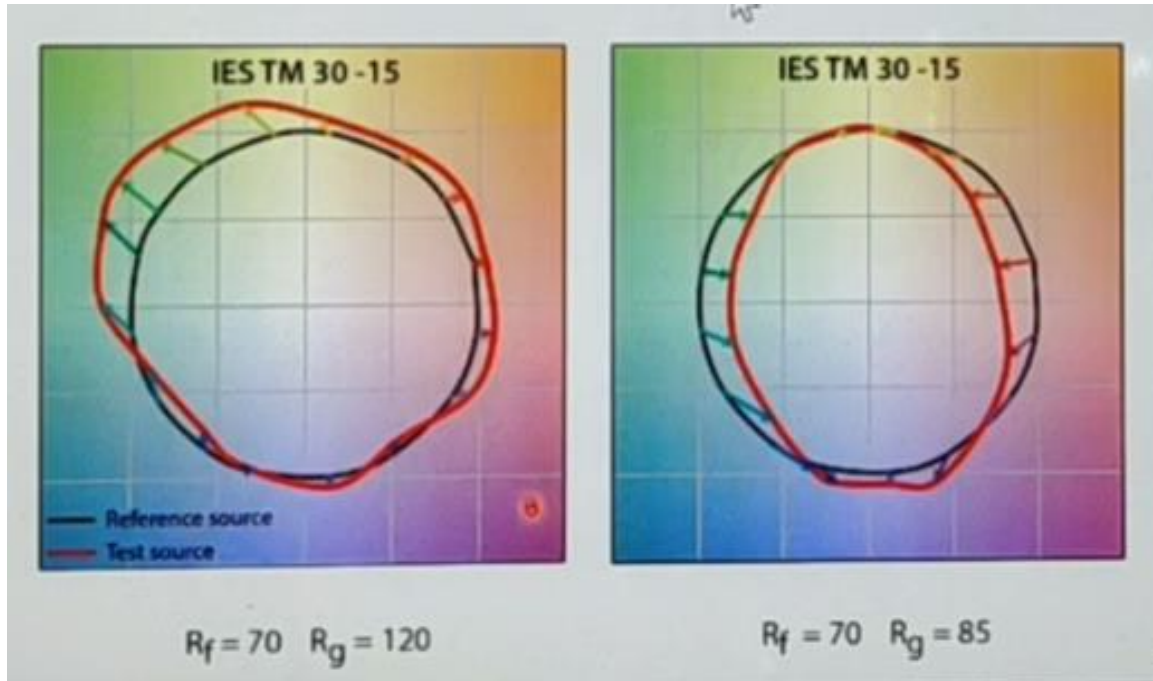 IES TM 30 -15
Reference source
Test source
Rf = 70 Rg = 120
IES TM 30 -15
Rf = 70 Rg = 85